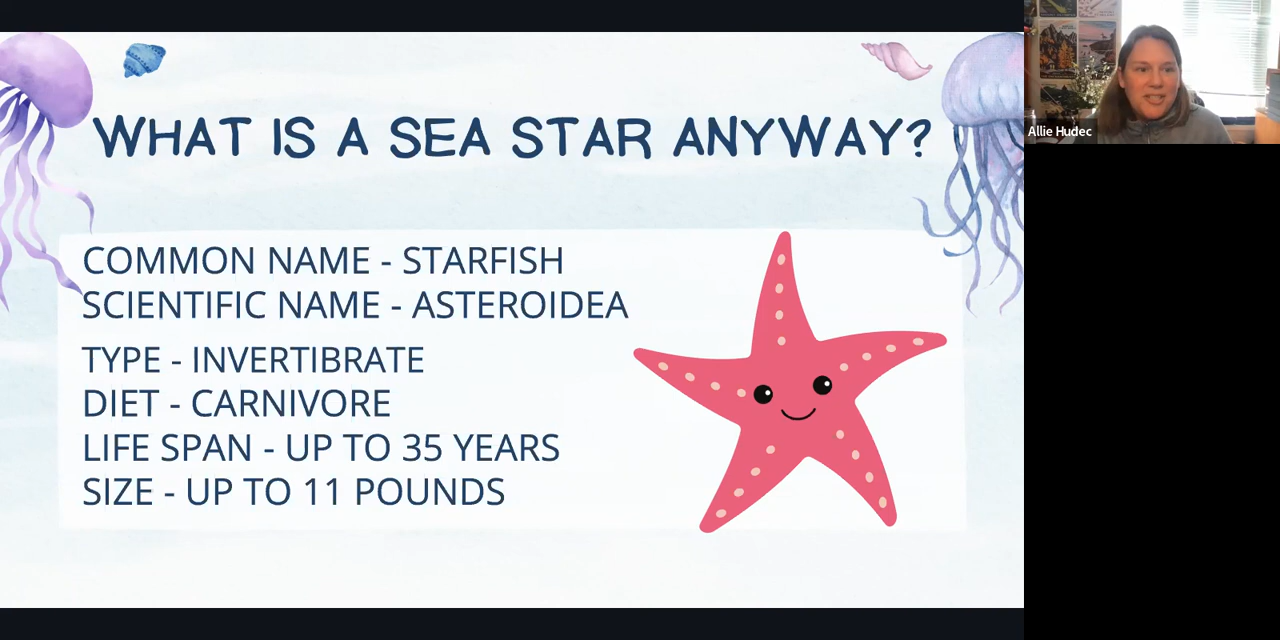 WHAT IS A SEA STAR ANYWAY?
COMMON NAME - STARFISH
SCIENTIFIC NAME - ASTEROIDEA
TYPE - INVERTIBRATE
DIET - CARNIVORE
LIFE SPAN - UP TO 35 YEARS
SIZE - UP TO 11 POUNDS
Allie Hudec